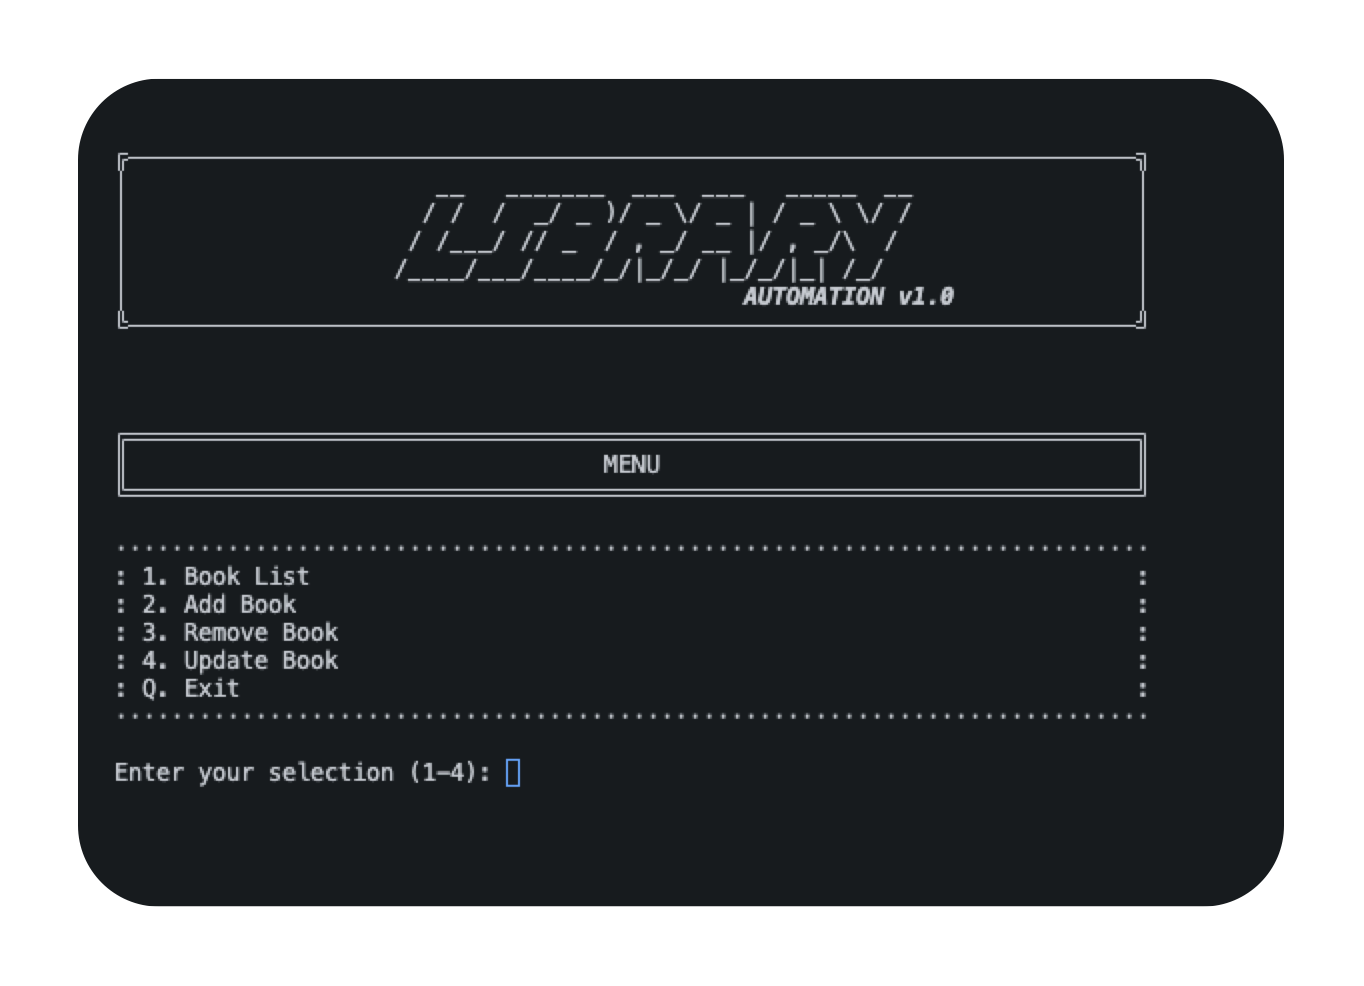 LIBRARY
AUTOMATION v1.0
MENU
: 1. Book List :
: 2. Add Book :
: 3. Remove Book :
: 4. Update Book :
: Q. Exit :
Enter your selection (1-4):